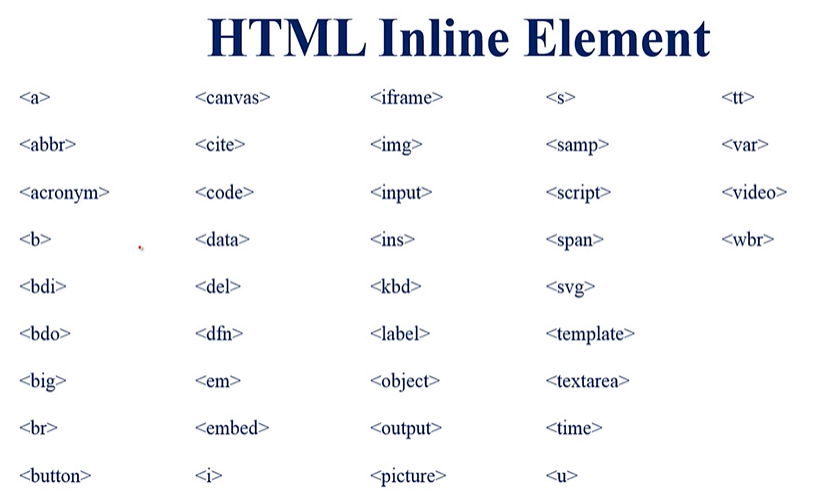 HTML Inline Element
<a> <canvas> <iframe> <s> <tt>
<abbr> <cite> <img> <samp> <var>
<acronym> <code> <input> <script> <video>
<b> <data> <ins> <span> <wbr>
<bdi> <del> <kbd> <svg>
<bdo> <dfn> <label> <template>
<big> <em> <object> <textarea>
<br> <embed> <output> <time>
<button> <i> <picture> <u>